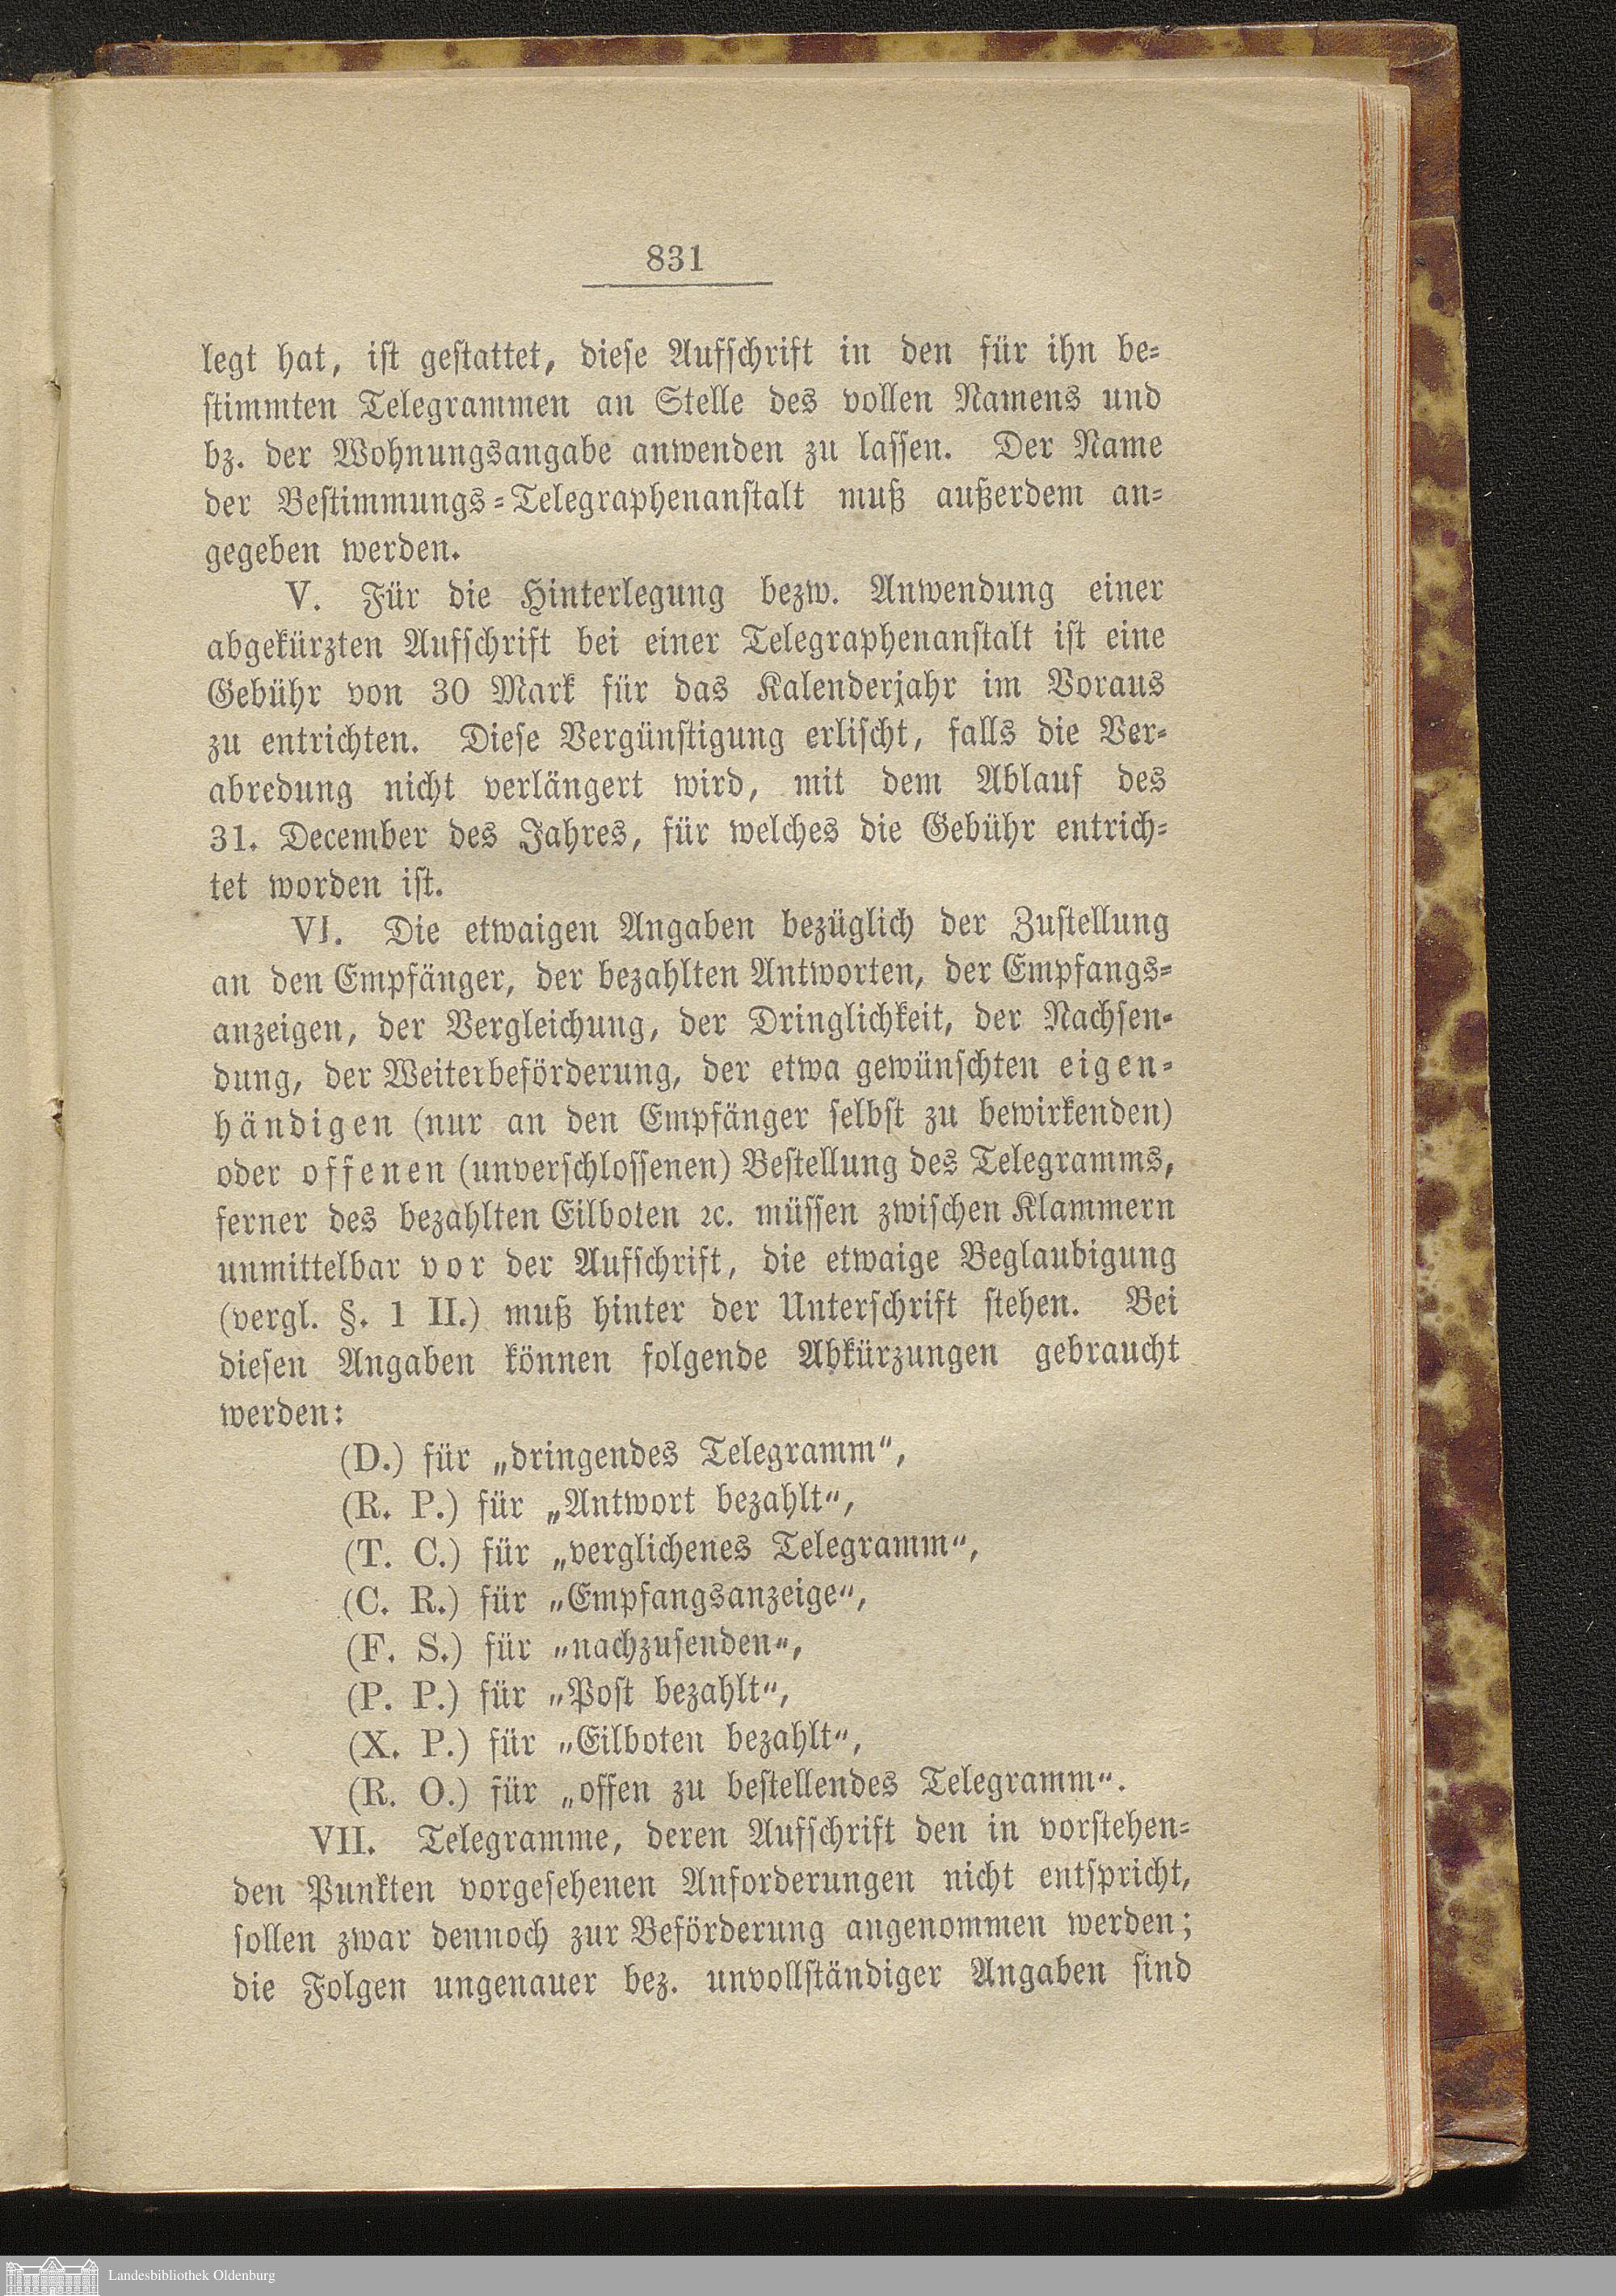 831
legt hat, ist gestattet, diese Aufschrift in den für ihn be-
stimmten Telegrammen an Stelle des vollen Namens und
bz. der Wohnungsangabe anwenden zu lassen. Der Name
der Bestimmungs-Telegraphenanstalt muß außerdem an-
gegeben werden.
V. Für die Hinterlegung bezw. Anwendung einer
abgekürzten Aufschrift bei einer Telegraphenanstalt ist eine
Gebühr von 30 Mark für das Kalenderjahr im Voraus
zu entrichten. Diese Vergünstigung erlischt, falls die Ver-
abredung nicht verlängert wird, mit dem Ablauf des
31. December des Jahres, für welches die Gebühr entrich-
tet worden ist.
VI. Die etwaigen Angaben bezüglich der Zustellung
an den Empfänger, der bezahlten Antworten, der Empfangs-
anzeigen, der Vergleichung, der Dringlichkeit, der Nachsen-
dung, der Weiterbeförderung, der etwa gewünschten eigen-
händigen (nur an den Empfänger selbst zu bewirkenden)
oder offenen (unverschlossenen) Bestellung des Telegramms,
ferner des bezahlten Eilboten ꝛc. müssen zwischen Klammern
unmittelbar vor der Aufschrift, die etwaige Beglaubigung
(vergl. §. 1 II.) muß hinter der Unterschrift stehen. Bei
diesen Angaben können folgende Abkürzungen gebraucht
werden:
(D.) für „dringendes Telegramm“,
(R. P.) für „Antwort bezahlt“,
(T. C.) für „verglichenes Telegramm“,
(C. R.) für „Empfangsanzeige“,
(F. S.) für „nachzusenden“,
(P. P.) für „Post bezahlt“,
(X. P.) für „Eilboten bezahlt“,
(R. O.) für „offen zu bestellendes Telegramm“.
VII. Telegramme, deren Aufschrift den in vorstehen-
den Punkten vorgesehenen Anforderungen nicht entspricht,
sollen zwar dennoch zur Beförderung angenommen werden;
die Folgen ungenauer bez. unvollständiger Angaben sind
Landesbibliothek Oldenburg